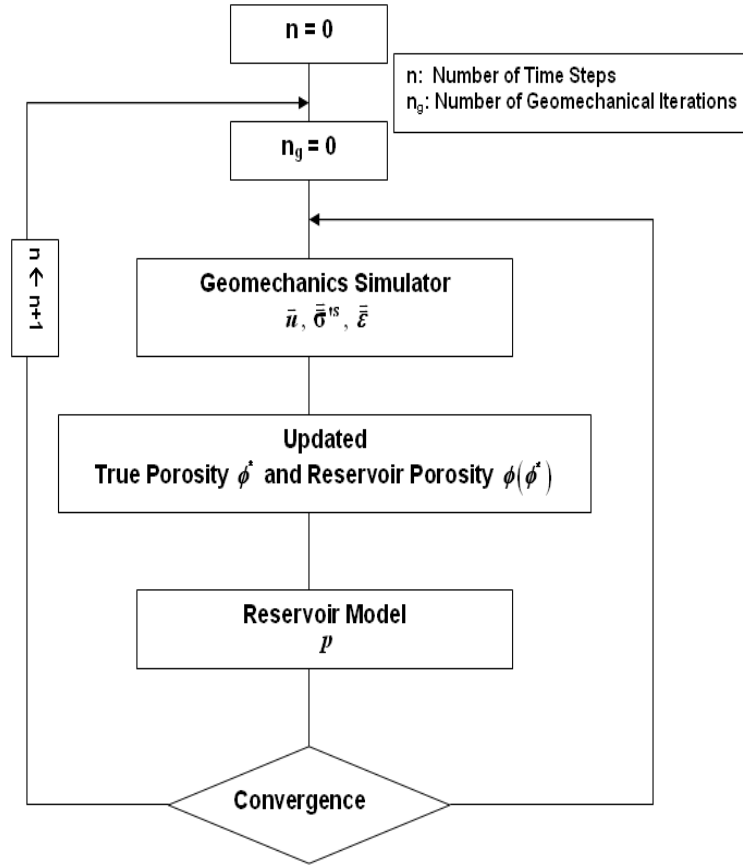 n = 0
n: Number of Time Steps
n_g: Number of Geomechanical Iterations
n_g = 0
n ← n+1
Geomechanics Simulator
ū, σ̿'ˢ, ε̿
Updated
True Porosity ϕ* and Reservoir Porosity ϕ(ϕ*)
Reservoir Model
p
Convergence